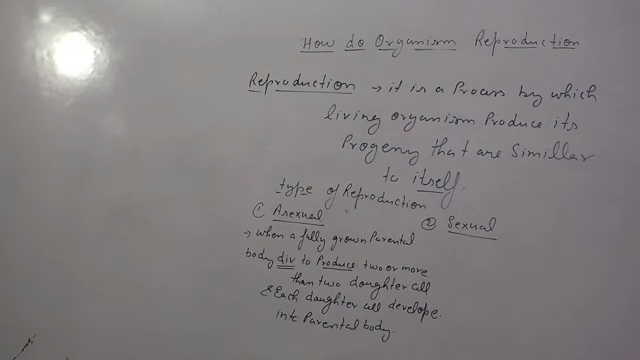 How do Organism Reproduction
Reproduction → it is a Process by which
living organism Produce its
Progeny that are Simillar
to itself.
type of Reproduction
① Asexual ② Sexual
→ when a fully grown Parental
body div to Produce two or more
than two daughter cell
& Each daughter cell develope
into Parental body.